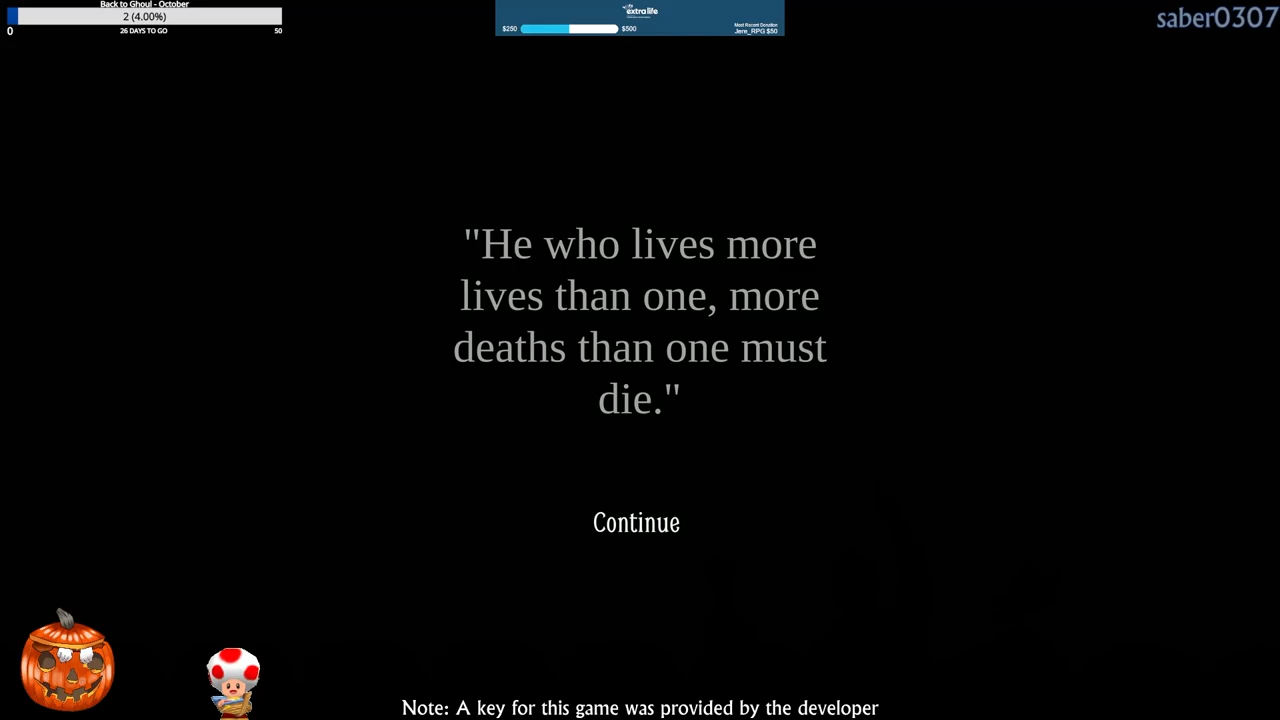 Back to Ghoul - October
2 (4.00%)
0 26 DAYS TO GO 50
extra life
$250 $500
Most Recent Donation
Jere_RPG $50
saber0307
"He who lives more
lives than one, more
deaths than one must
die."
Continue
Note: A key for this game was provided by the developer